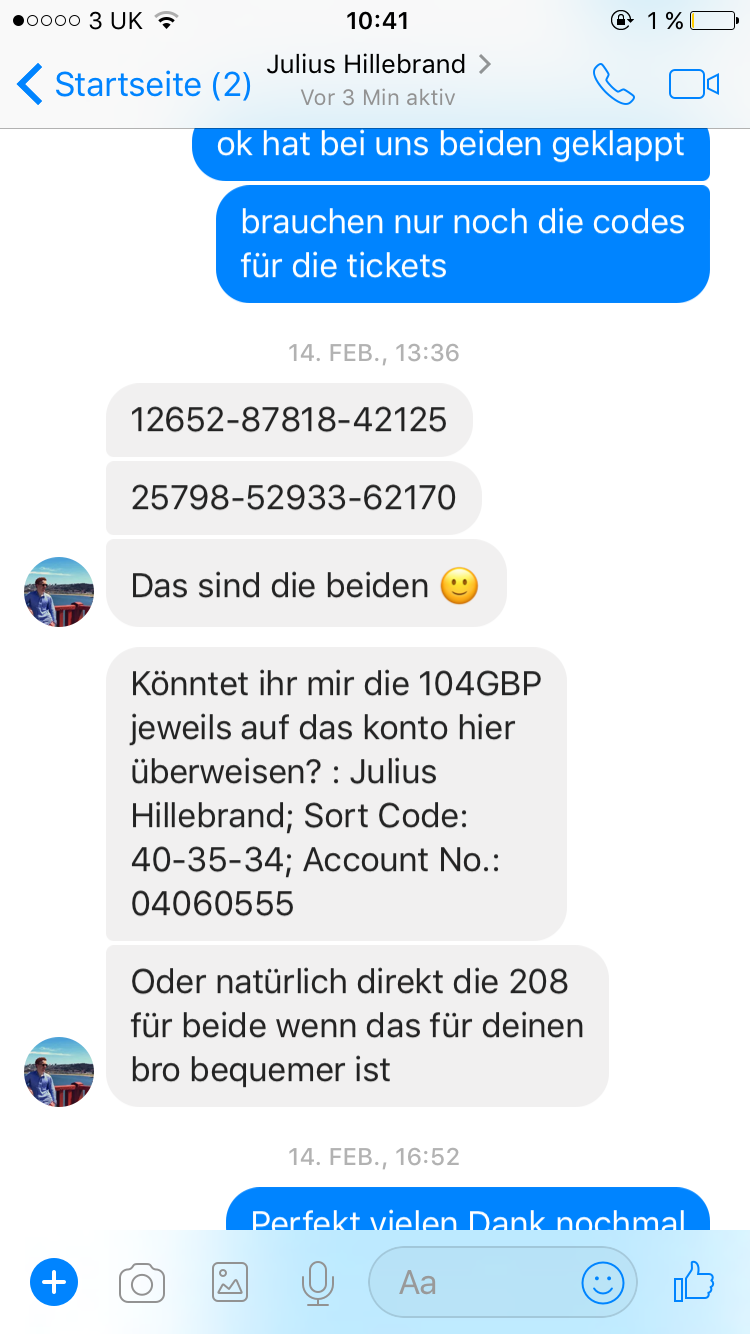 3 UK 10:41 1 %
Startseite (2) Julius Hillebrand
Vor 3 Min aktiv
ok hat bei uns beiden geklappt
brauchen nur noch die codes
für die tickets
14. FEB., 13:36
12652-87818-42125
25798-52933-62170
Das sind die beiden 🙂
Könntet ihr mir die 104GBP
jeweils auf das konto hier
überweisen? : Julius
Hillebrand; Sort Code:
40-35-34; Account No.:
04060555
Oder natürlich direkt die 208
für beide wenn das für deinen
bro bequemer ist
14. FEB., 16:52
Perfekt vielen Dank nochmal
Aa